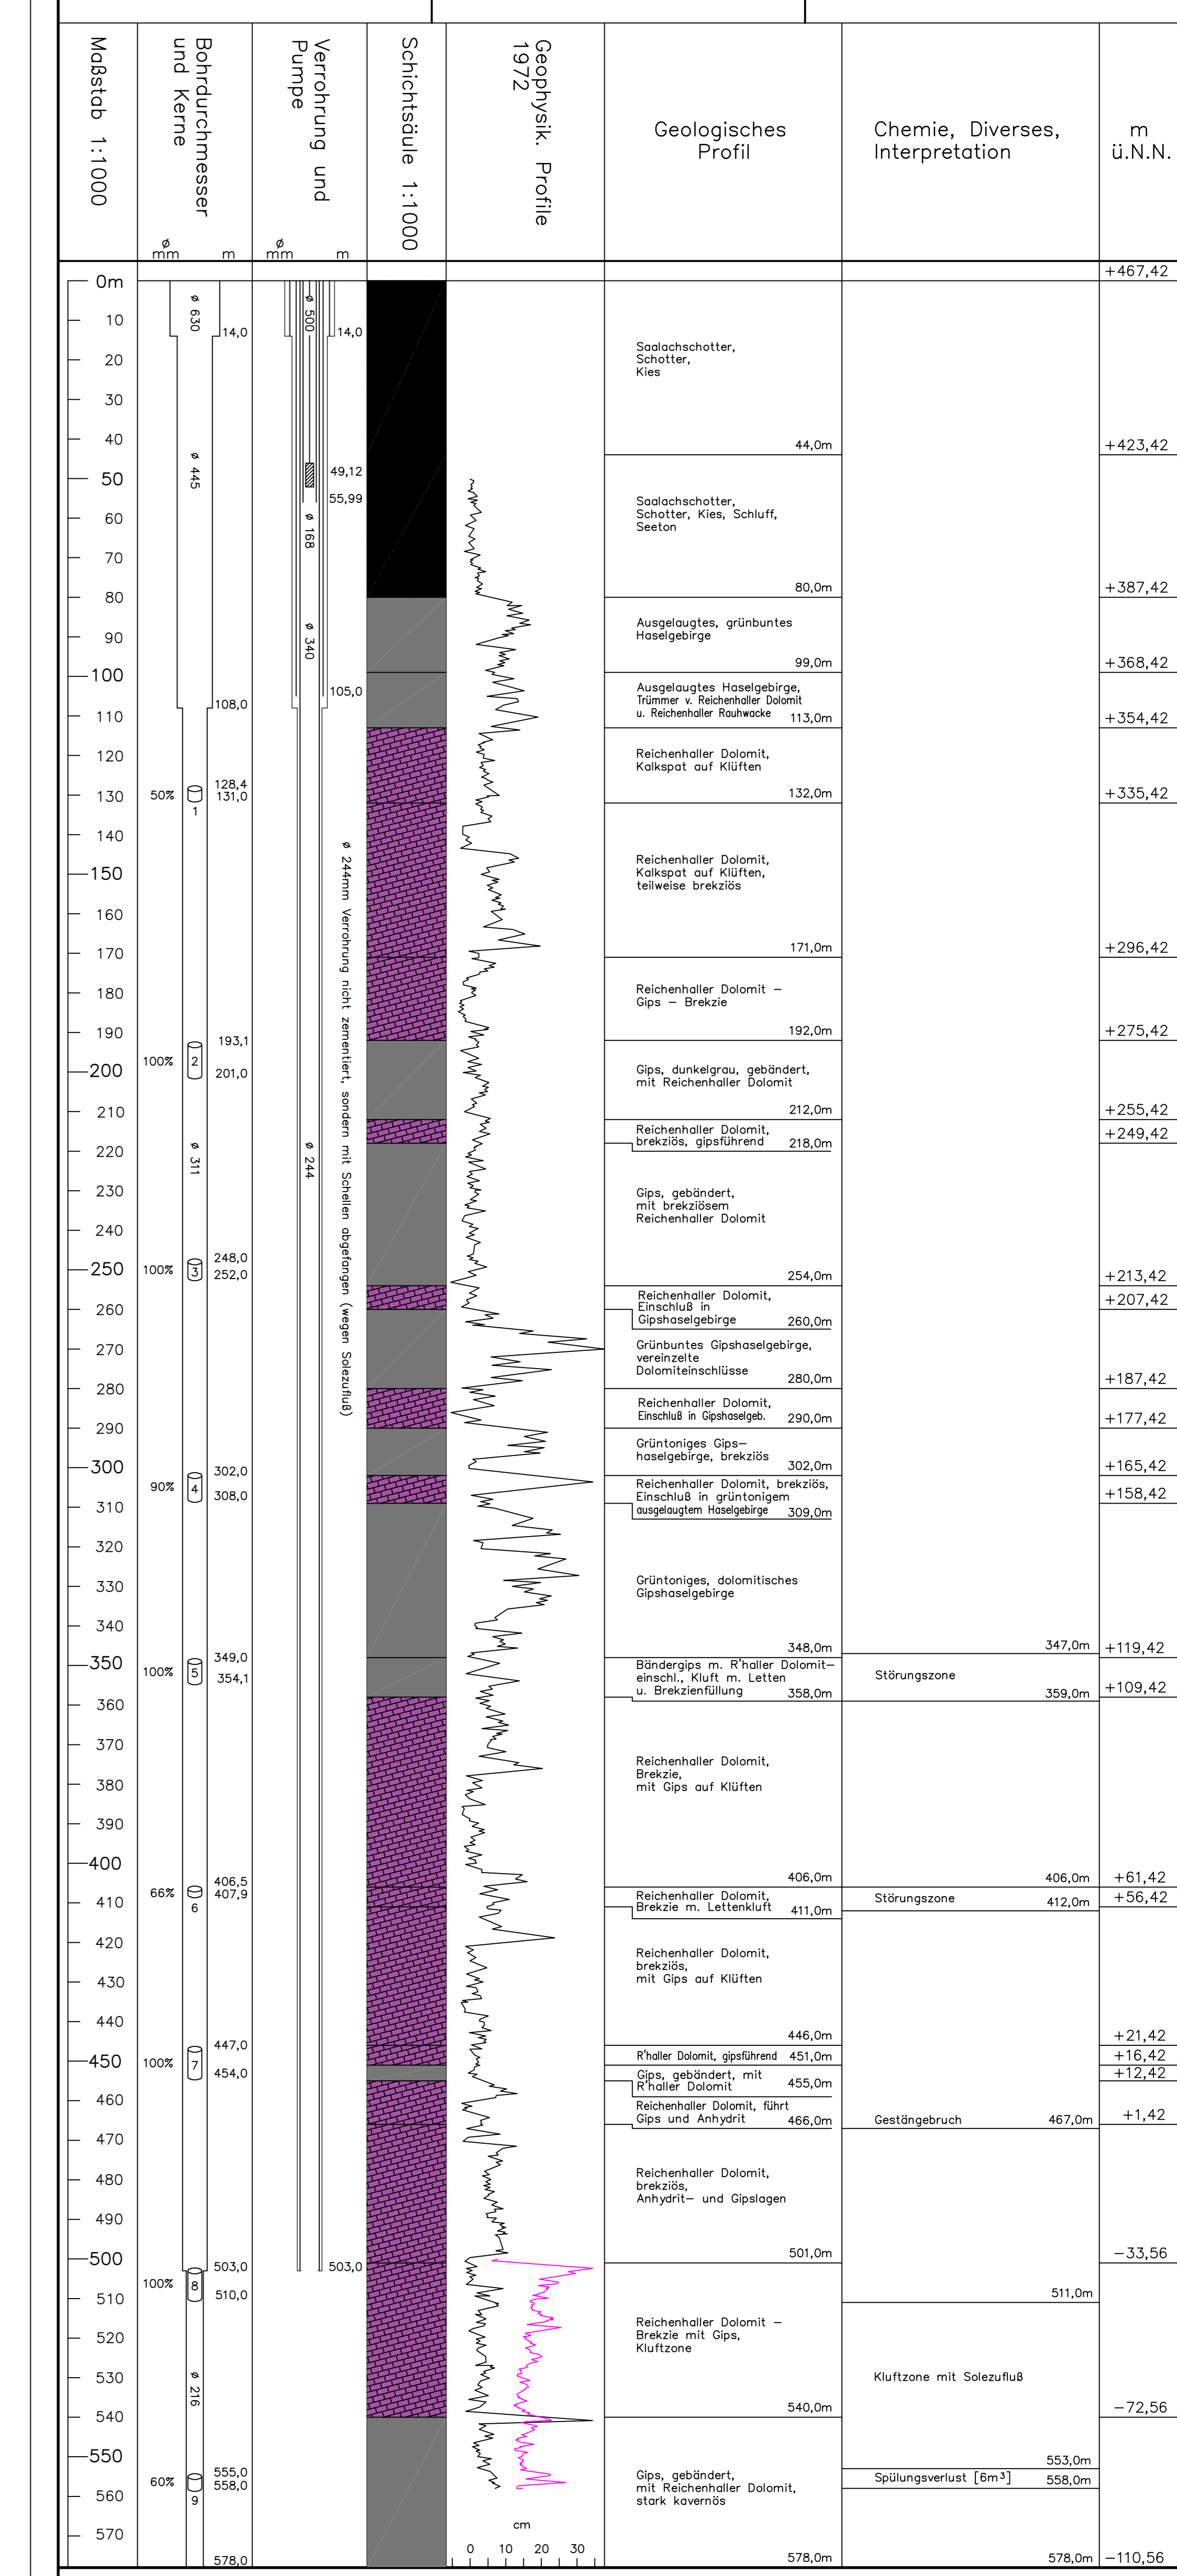 Maßstab 1:1000
Bohrdurchmesser
und Kerne
ø
mm
m
Verrohrung und
Pumpe
ø
mm
m
Schichtsäule 1:1000
Geophysik. Profile
1972
Geologisches
Profil
Chemie, Diverses,
Interpretation
m
ü.N.N.
0m
10
20
30
40
50
60
70
80
90
100
110
120
130
140
150
160
170
180
190
200
210
220
230
240
250
260
270
280
290
300
310
320
330
340
350
360
370
380
390
400
410
420
430
440
450
460
470
480
490
500
510
520
530
540
550
560
570
ø 630
14,0
ø 445
108,0
50%
1
128,4
131,0
100%
2
193,1
201,0
ø 311
100%
3
248,0
252,0
90%
4
302,0
308,0
100%
5
349,0
354,1
66%
6
406,5
407,9
100%
7
447,0
454,0
503,0
100%
8
510,0
ø 216
60%
9
555,0
558,0
578,0
ø 500
14,0
49,12
55,99
ø 168
ø 340
105,0
ø 244mm Verrohrung nicht zementiert, sondern mit Schellen abgefangen (wegen Solezufluß)
ø 244
503,0
cm
0 10 20 30
Saalachschotter,
Schotter,
Kies
44,0m
Saalachschotter,
Schotter, Kies, Schluff,
Seeton
80,0m
Ausgelaugtes, grünbuntes
Haselgebirge
99,0m
Ausgelaugtes Haselgebirge,
Trümmer v. Reichenhaller Dolomit
u. Reichenhaller Rauhwacke 113,0m
Reichenhaller Dolomit,
Kalkspat auf Klüften
132,0m
Reichenhaller Dolomit,
Kalkspat auf Klüften,
teilweise brekziös
171,0m
Reichenhaller Dolomit –
Gips – Brekzie
192,0m
Gips, dunkelgrau, gebändert,
mit Reichenhaller Dolomit
212,0m
Reichenhaller Dolomit,
brekziös, gipsführend 218,0m
Gips, gebändert,
mit brekziösem
Reichenhaller Dolomit
254,0m
Reichenhaller Dolomit,
Einschluß in
Gipshaselgebirge 260,0m
Grünbuntes Gipshaselgebirge,
vereinzelte
Dolomiteinschlüsse
280,0m
Reichenhaller Dolomit,
Einschluß in Gipshaselgeb. 290,0m
Grüntoniges Gips–
haselgebirge, brekziös
302,0m
Reichenhaller Dolomit, brekziös,
Einschluß in grüntonigem
ausgelaugtem Haselgebirge 309,0m
Grüntoniges, dolomitisches
Gipshaselgebirge
348,0m
Bändergips m. R'haller Dolomit–
einschl., Kluft m. Letten
u. Brekzienfüllung 358,0m
Reichenhaller Dolomit,
Brekzie,
mit Gips auf Klüften
406,0m
Reichenhaller Dolomit,
Brekzie m. Lettenkluft 411,0m
Reichenhaller Dolomit,
brekziös,
mit Gips auf Klüften
446,0m
R'haller Dolomit, gipsführend 451,0m
Gips, gebändert, mit
R'haller Dolomit 455,0m
Reichenhaller Dolomit, führt
Gips und Anhydrit 466,0m
Reichenhaller Dolomit,
brekziös,
Anhydrit– und Gipslagen
501,0m
Reichenhaller Dolomit –
Brekzie mit Gips,
Kluftzone
540,0m
Gips, gebändert,
mit Reichenhaller Dolomit,
stark kavernös
578,0m
347,0m
Störungszone
359,0m
406,0m
Störungszone 412,0m
Gestängebruch 467,0m
511,0m
Kluftzone mit Solezufluß
553,0m
Spülungsverlust [6m³] 558,0m
578,0m
+467,42
+423,42
+387,42
+368,42
+354,42
+335,42
+296,42
+275,42
+255,42
+249,42
+213,42
+207,42
+187,42
+177,42
+165,42
+158,42
+119,42
+109,42
+61,42
+56,42
+21,42
+16,42
+12,42
+1,42
–33,56
–72,56
–110,56